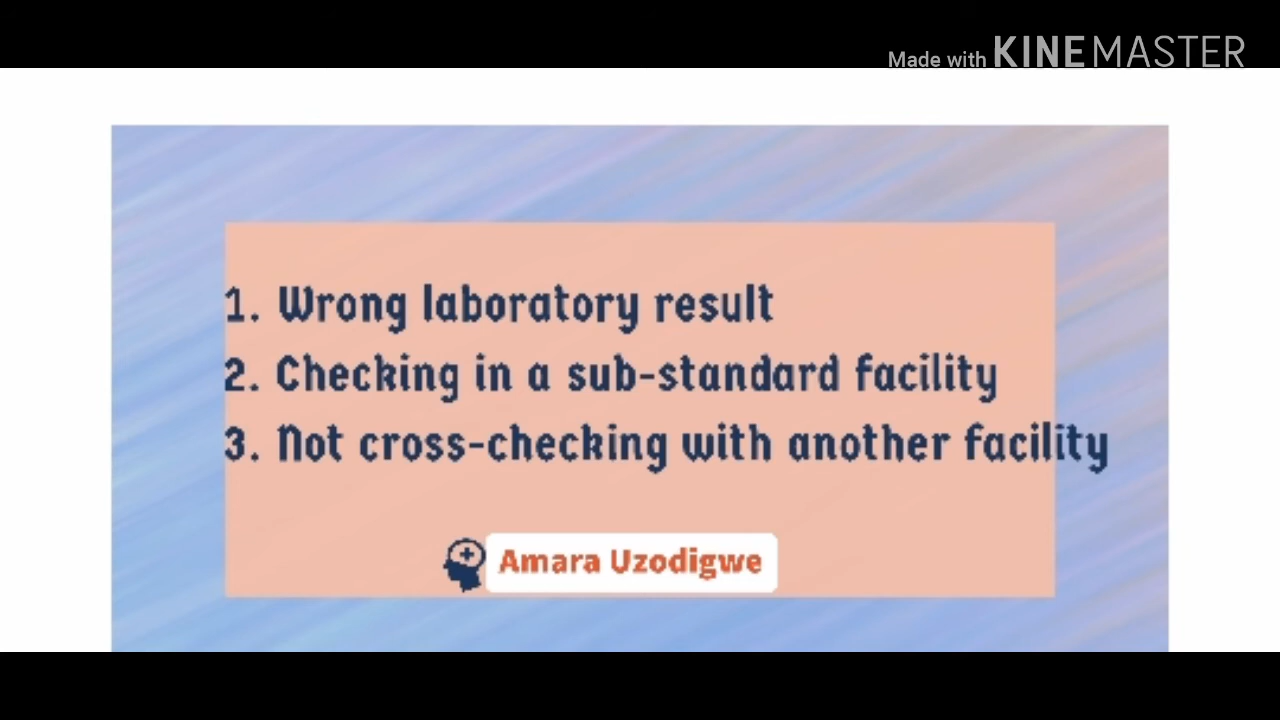 Made with KINEMASTER
1. Wrong laboratory result
2. Checking in a sub-standard facility
3. Not cross-checking with another facility
Amara Uzodigwe